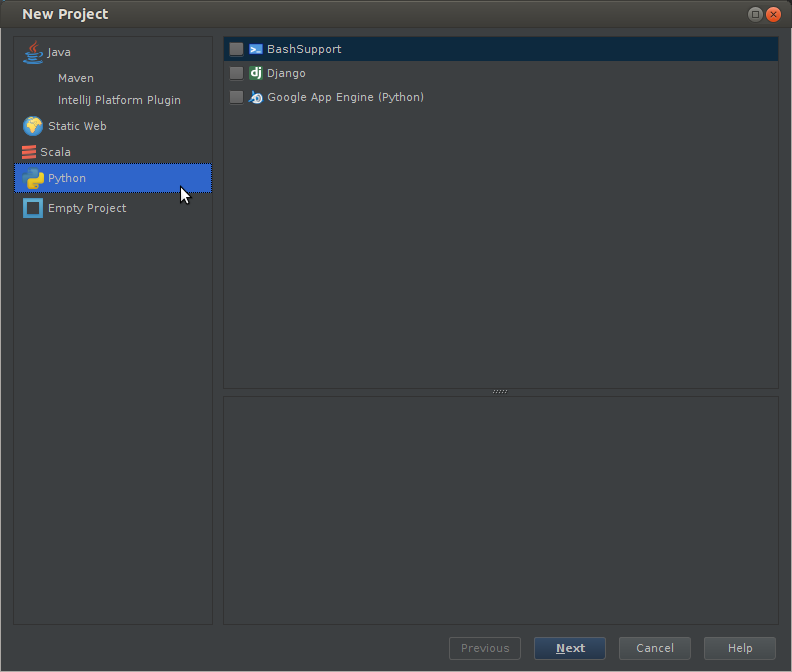 New Project
Java
Maven
IntelliJ Platform Plugin
Static Web
Scala
Python
Empty Project
BashSupport
dj Django
Google App Engine (Python)
Previous Next Cancel Help